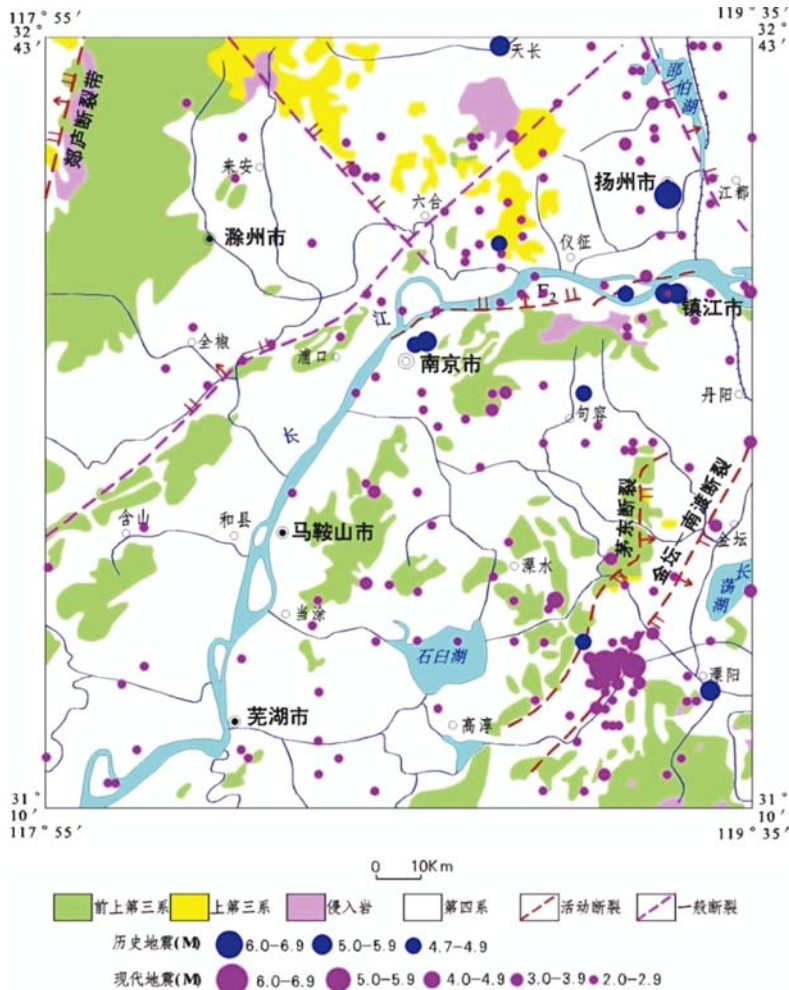 117° 55′
119° 35′
32° 43′
32° 43′
天长
邵伯湖
郯庐断裂带
来安
扬州市
江都
六合
滁州市
仪征
F₂
镇江市
江
全椒
浦口
南京市
丹阳
长
句容
茅东断裂
金坛—南渡断裂
含山
和县
马鞍山市
溧水
金坛
长荡湖
当涂
石臼湖
溧阳
芜湖市
高淳
31° 10′
31° 10′
117° 55′
119° 35′
0 10Km
前上第三系 上第三系 侵入岩 第四系 活动断裂 一般断裂
历史地震(M) 6.0-6.9 5.0-5.9 4.7-4.9
现代地震(M) 6.0-6.9 5.0-5.9 4.0-4.9 3.0-3.9 2.0-2.9